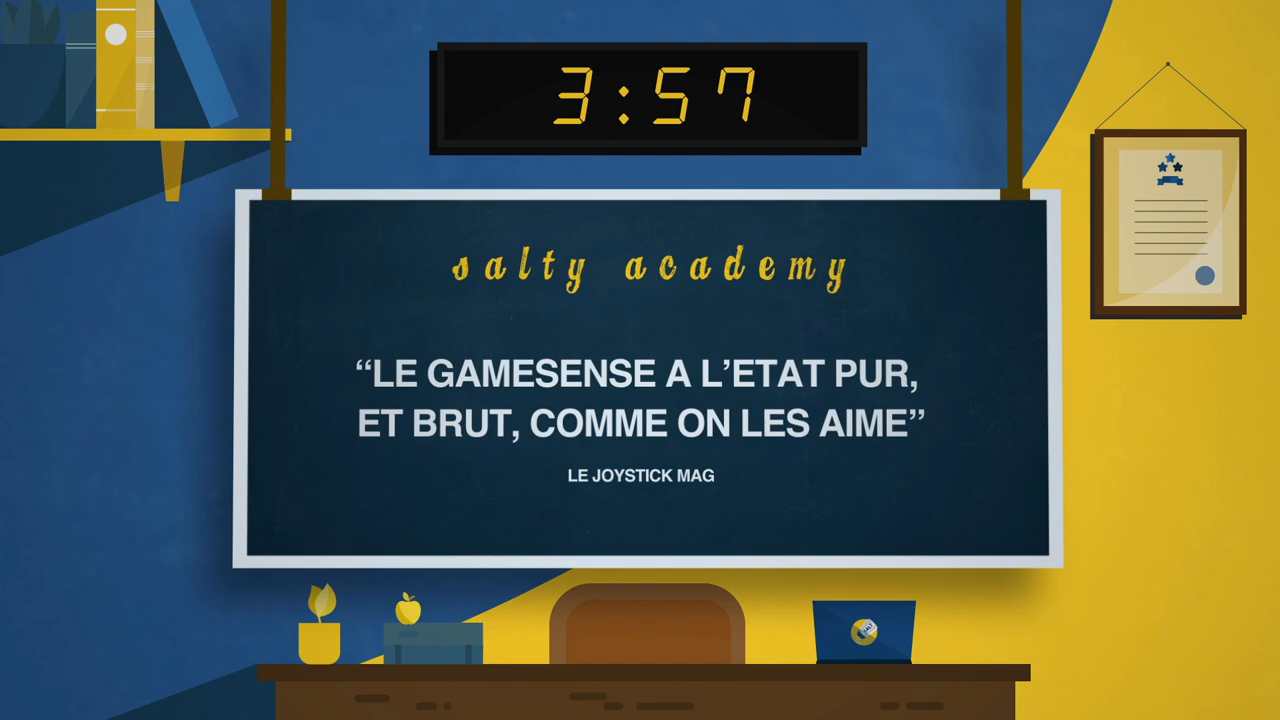 3:57
salty academy
“LE GAMESENSE A L’ETAT PUR,
ET BRUT, COMME ON LES AIME”
LE JOYSTICK MAG